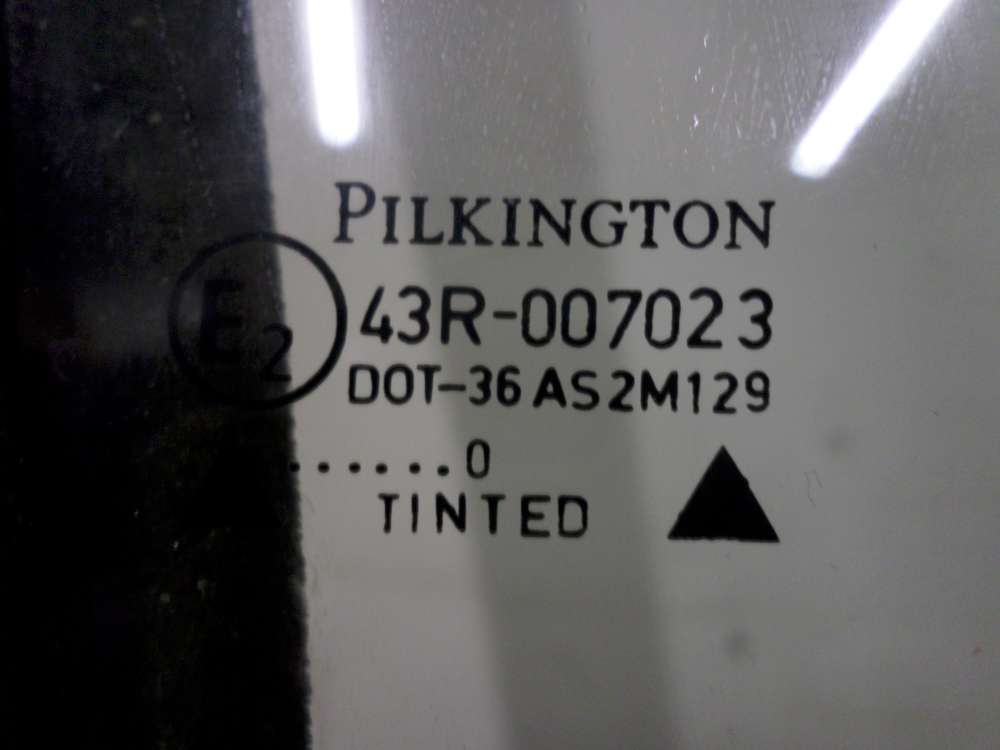 PILKINGTON
E2 43R-007023
DOT-36 AS2M129
......0
TINTED